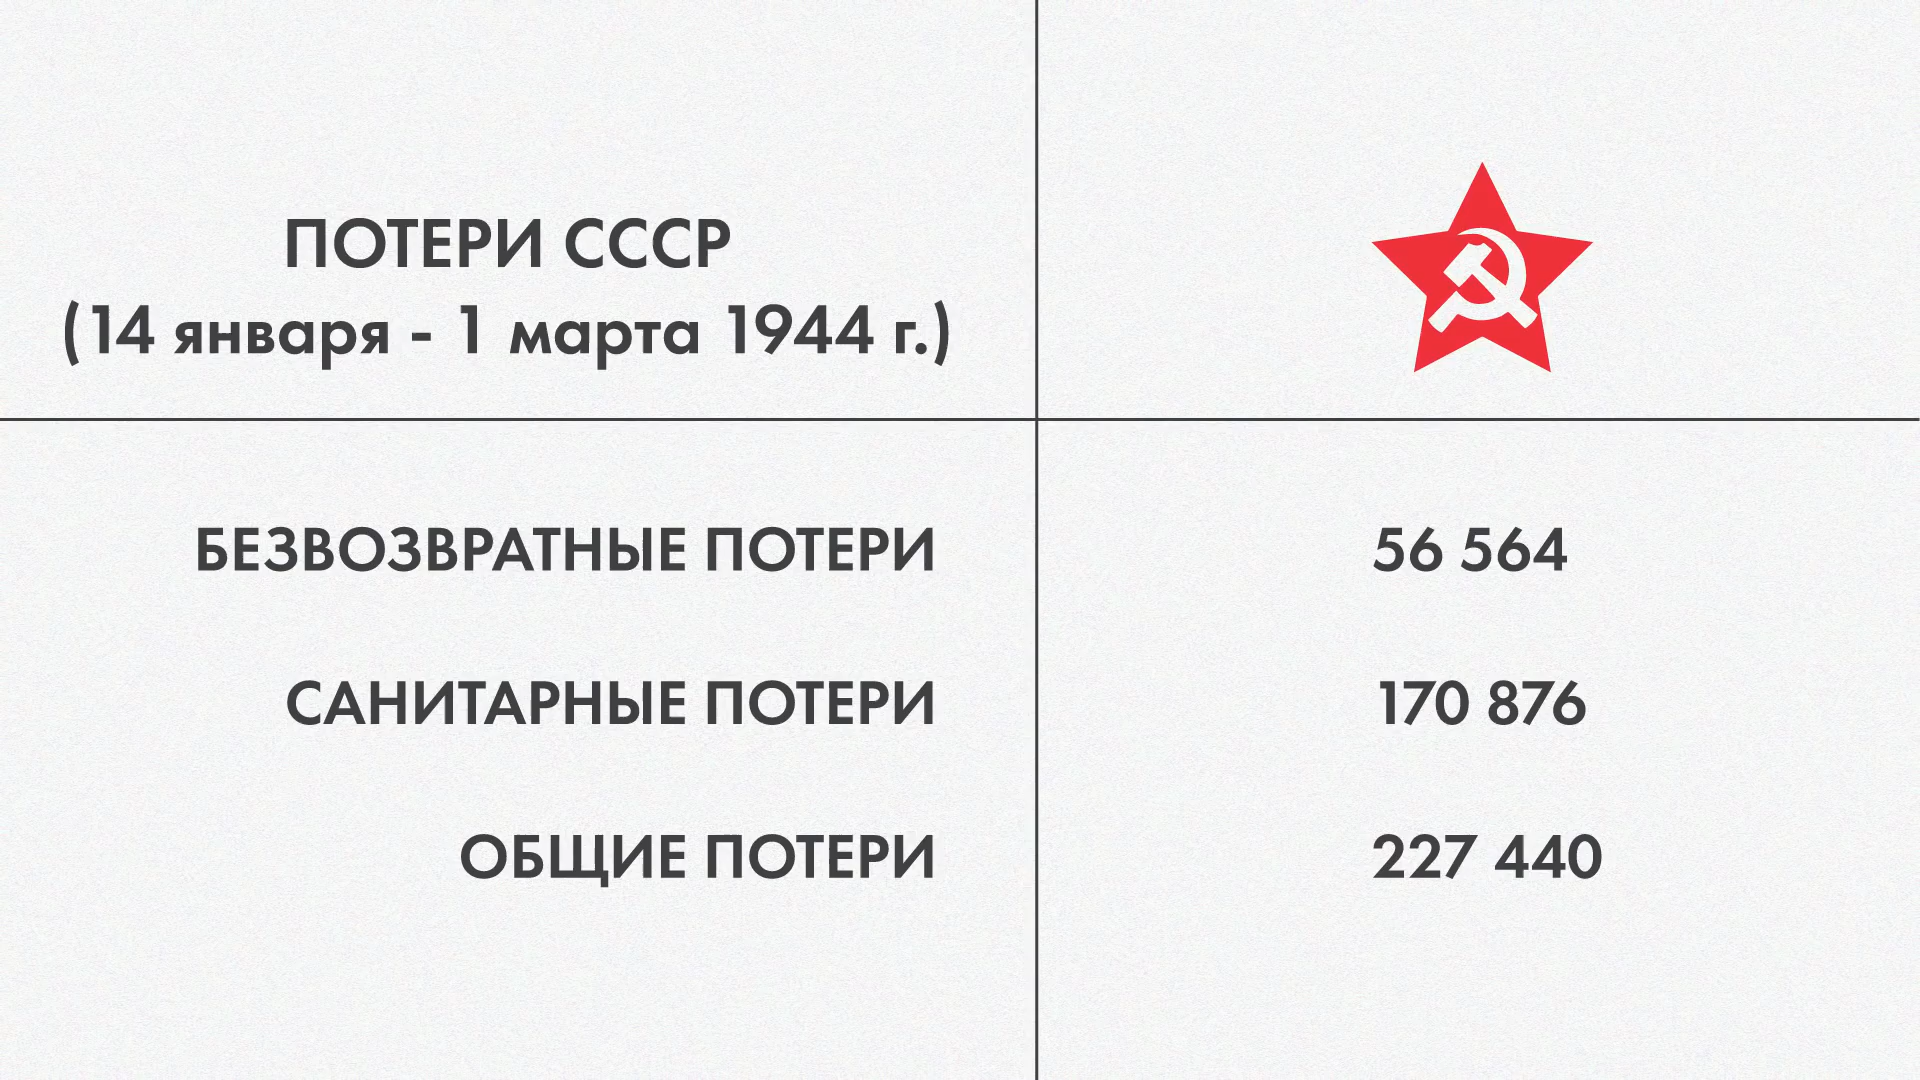 ПОТЕРИ СССР
(14 января - 1 марта 1944 г.)
БЕЗВОЗВРАТНЫЕ ПОТЕРИ 56 564
САНИТАРНЫЕ ПОТЕРИ 170 876
ОБЩИЕ ПОТЕРИ 227 440